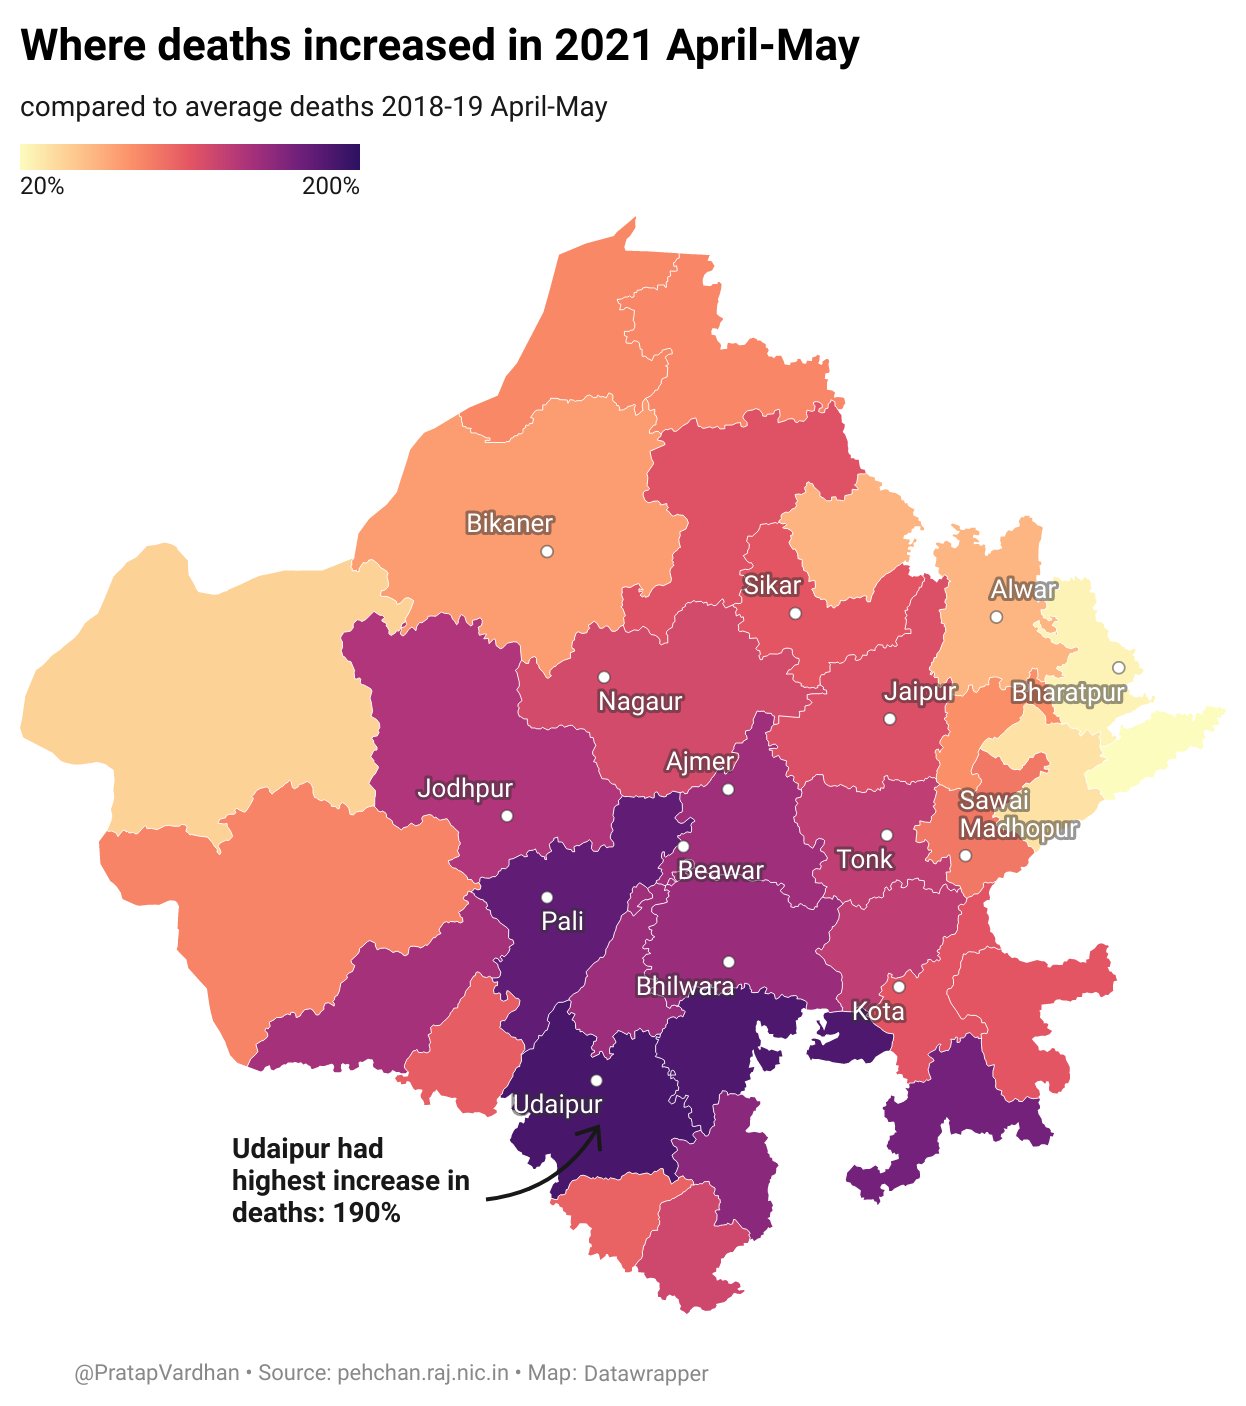 Where deaths increased in 2021 April-May
compared to average deaths 2018-19 April-May
20%
200%
Bikaner
Sikar
Alwar
Bharatpur
Nagaur
Jaipur
Ajmer
Jodhpur
Sawai
Madhopur
Tonk
Beawar
Pali
Bhilwara
Kota
Udaipur
Udaipur had
highest increase in
deaths: 190%
@PratapVardhan • Source: pehchan.raj.nic.in • Map: Datawrapper